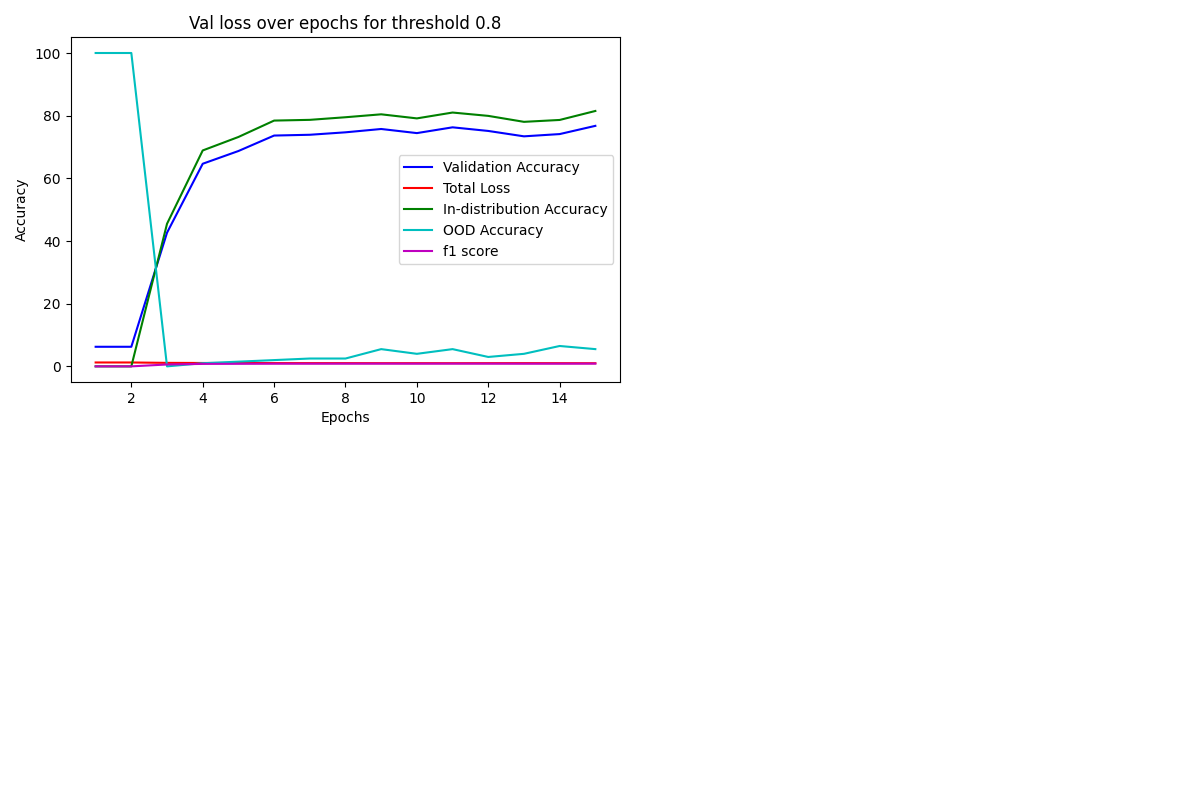 Val loss over epochs for threshold 0.8
100
80
60
40
20
0
Accuracy
Validation Accuracy
Total Loss
In-distribution Accuracy
OOD Accuracy
f1 score
2 4 6 8 10 12 14
Epochs